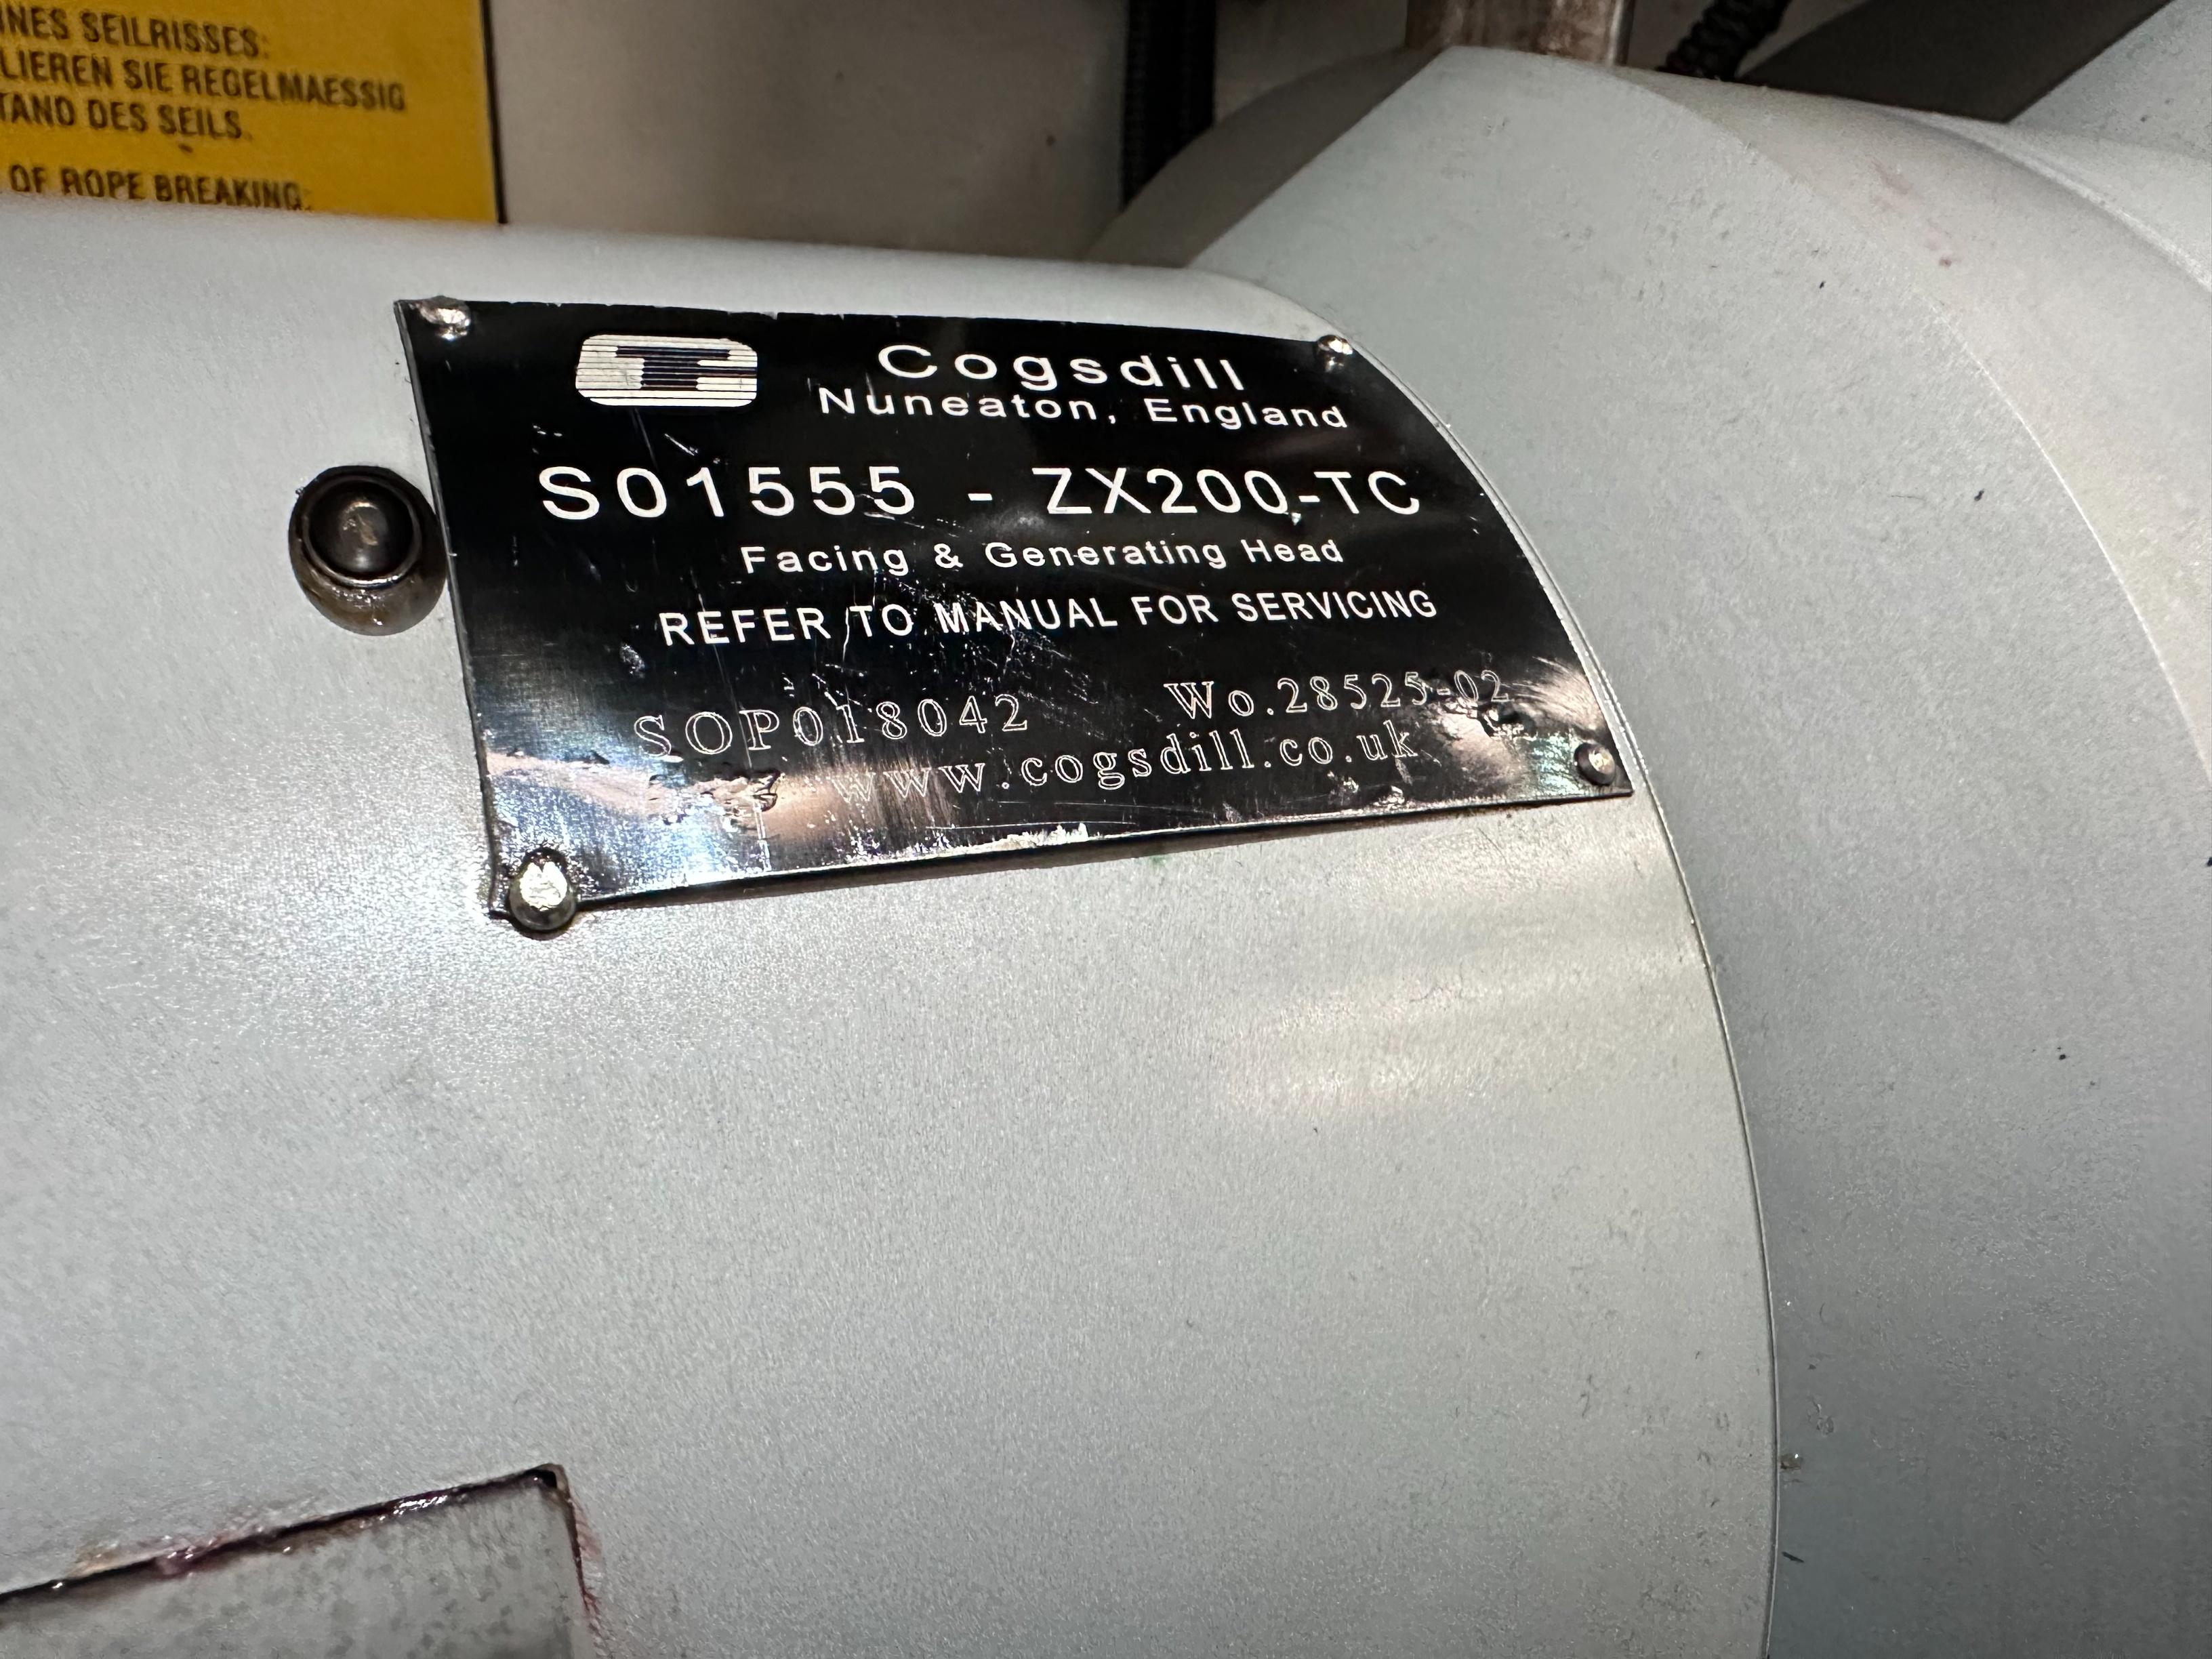 INES SEILRISSES:
LIEREN SIE REGELMAESSIG
TAND DES SEILS.
OF ROPE BREAKING:
Cogsdill
Nuneaton, England
S01555 - ZX200-TC
Facing & Generating Head
REFER TO MANUAL FOR SERVICING
SOP018042 Wo.28525-02
www.cogsdill.co.uk